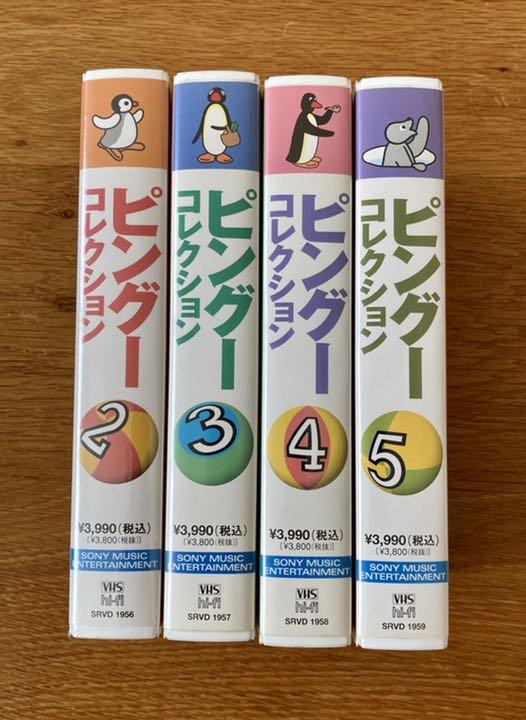 ピングー
コレクション
2
¥3,990(税込)
〔¥3,800(税抜)〕
SONY MUSIC
ENTERTAINMENT
VHS
hi-fi
SRVD 1956
ピングー
コレクション
3
¥3,990(税込)
〔¥3,800(税抜)〕
SONY MUSIC
ENTERTAINMENT
VHS
hi-fi
SRVD 1957
ピングー
コレクション
4
¥3,990(税込)
〔¥3,800(税抜)〕
SONY MUSIC
ENTERTAINMENT
VHS
hi-fi
SRVD 1958
ピングー
コレクション
5
¥3,990(税込)
〔¥3,800(税抜)〕
SONY MUSIC
ENTERTAINMENT
VHS
hi-fi
SRVD 1959